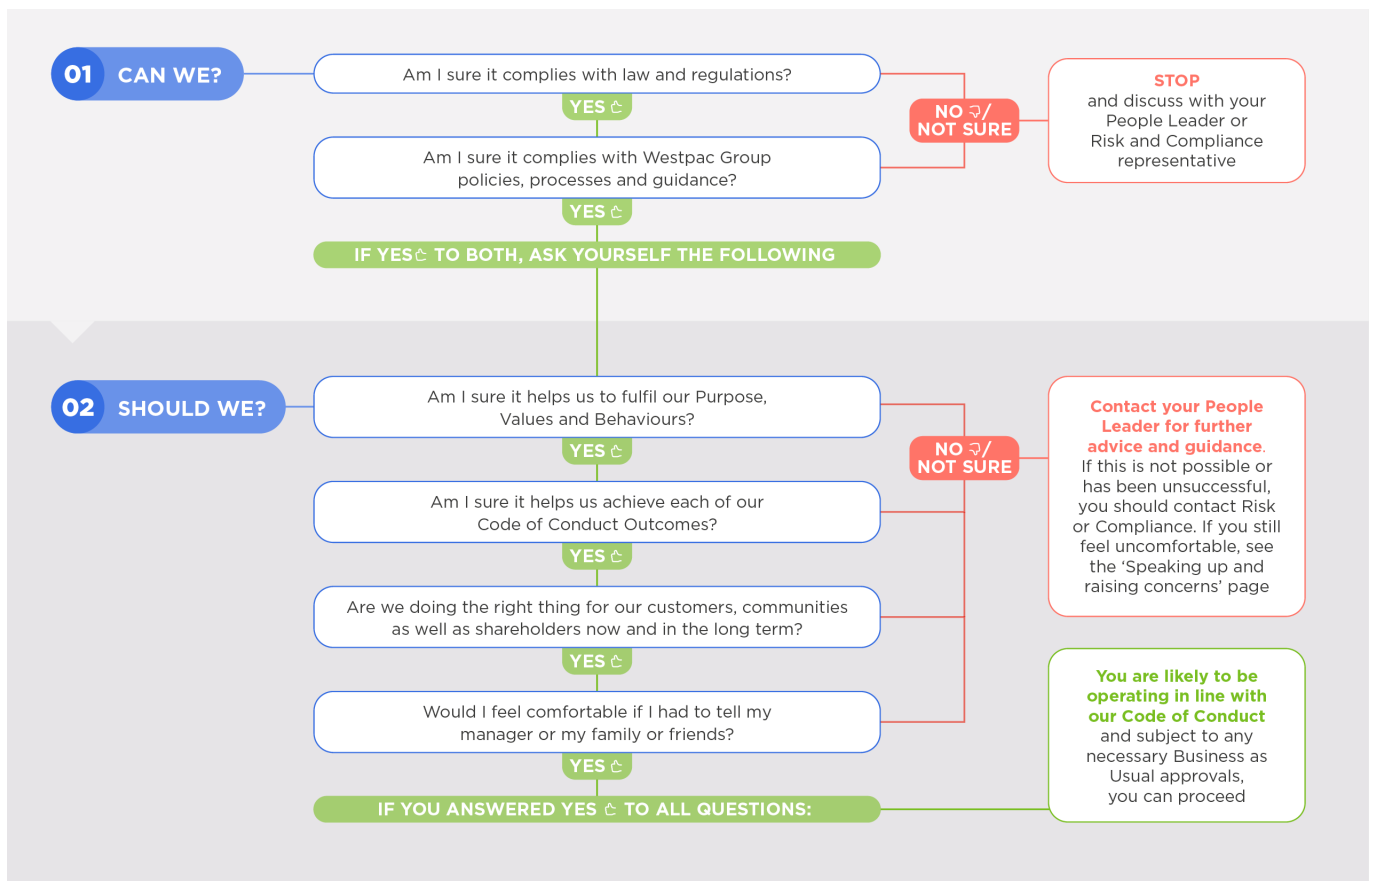 01 CAN WE?
Am I sure it complies with law and regulations?
YES
Am I sure it complies with Westpac Group
policies, processes and guidance?
YES
IF YES TO BOTH, ASK YOURSELF THE FOLLOWING
NO /
NOT SURE
STOP
and discuss with your
People Leader or
Risk and Compliance
representative
02 SHOULD WE?
Am I sure it helps us to fulfil our Purpose,
Values and Behaviours?
YES
Am I sure it helps us achieve each of our
Code of Conduct Outcomes?
YES
Are we doing the right thing for our customers, communities
as well as shareholders now and in the long term?
YES
Would I feel comfortable if I had to tell my
manager or my family or friends?
YES
IF YOU ANSWERED YES TO ALL QUESTIONS:
NO /
NOT SURE
Contact your People
Leader for further
advice and guidance.
If this is not possible or
has been unsuccessful,
you should contact Risk
or Compliance. If you still
feel uncomfortable, see
the ‘Speaking up and
raising concerns’ page
You are likely to be
operating in line with
our Code of Conduct
and subject to any
necessary Business as
Usual approvals,
you can proceed